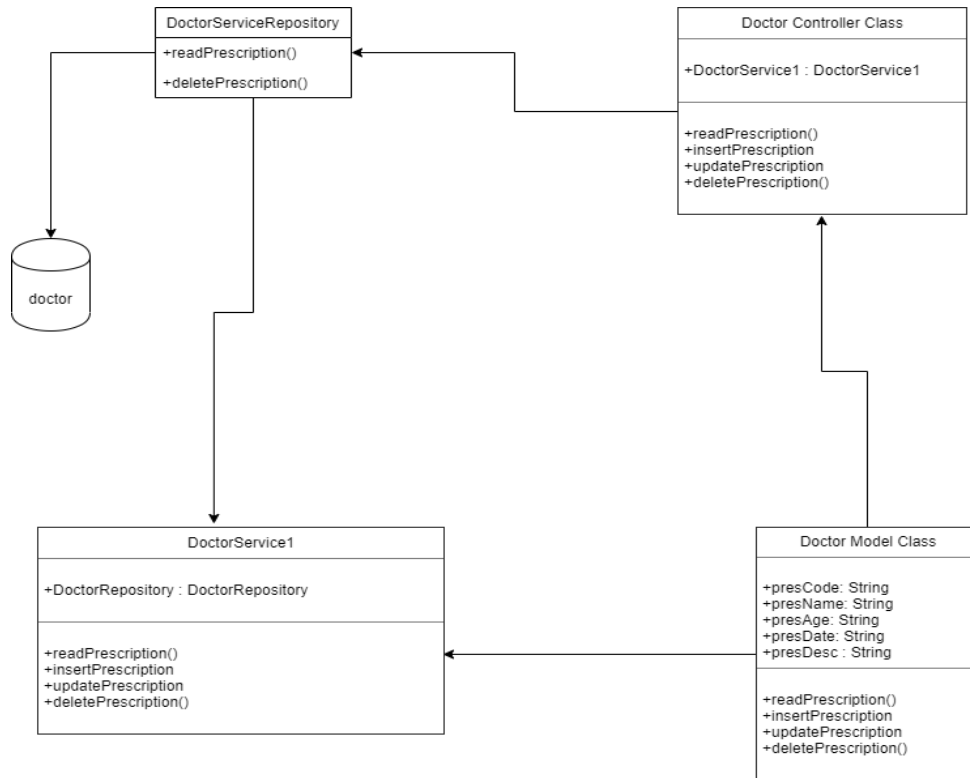 DoctorServiceRepository
+readPrescription()
+deletePrescription()
Doctor Controller Class
+DoctorService1 : DoctorService1
+readPrescription()
+insertPrescription
+updatePrescription
+deletePrescription()
doctor
DoctorService1
+DoctorRepository : DoctorRepository
+readPrescription()
+insertPrescription
+updatePrescription
+deletePrescription()
Doctor Model Class
+presCode: String
+presName: String
+presAge: String
+presDate: String
+presDesc : String
+readPrescription()
+insertPrescription
+updatePrescription
+deletePrescription()